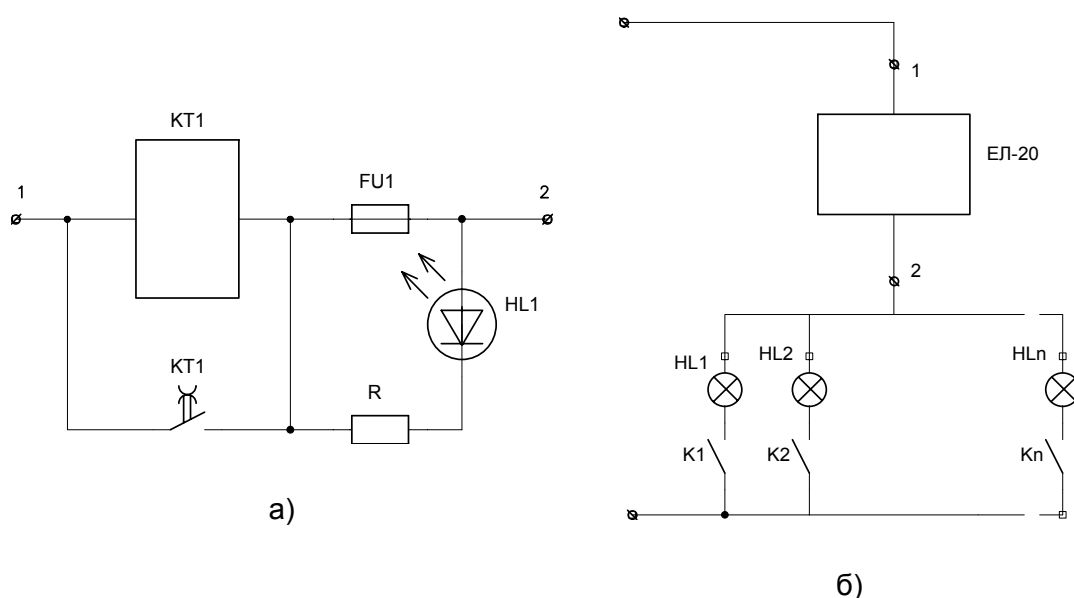 KT1
1
FU1
2
HL1
KT1
R
а)
1
ЕЛ-20
2
HL1
HL2
HLn
K1
K2
Kn
б)